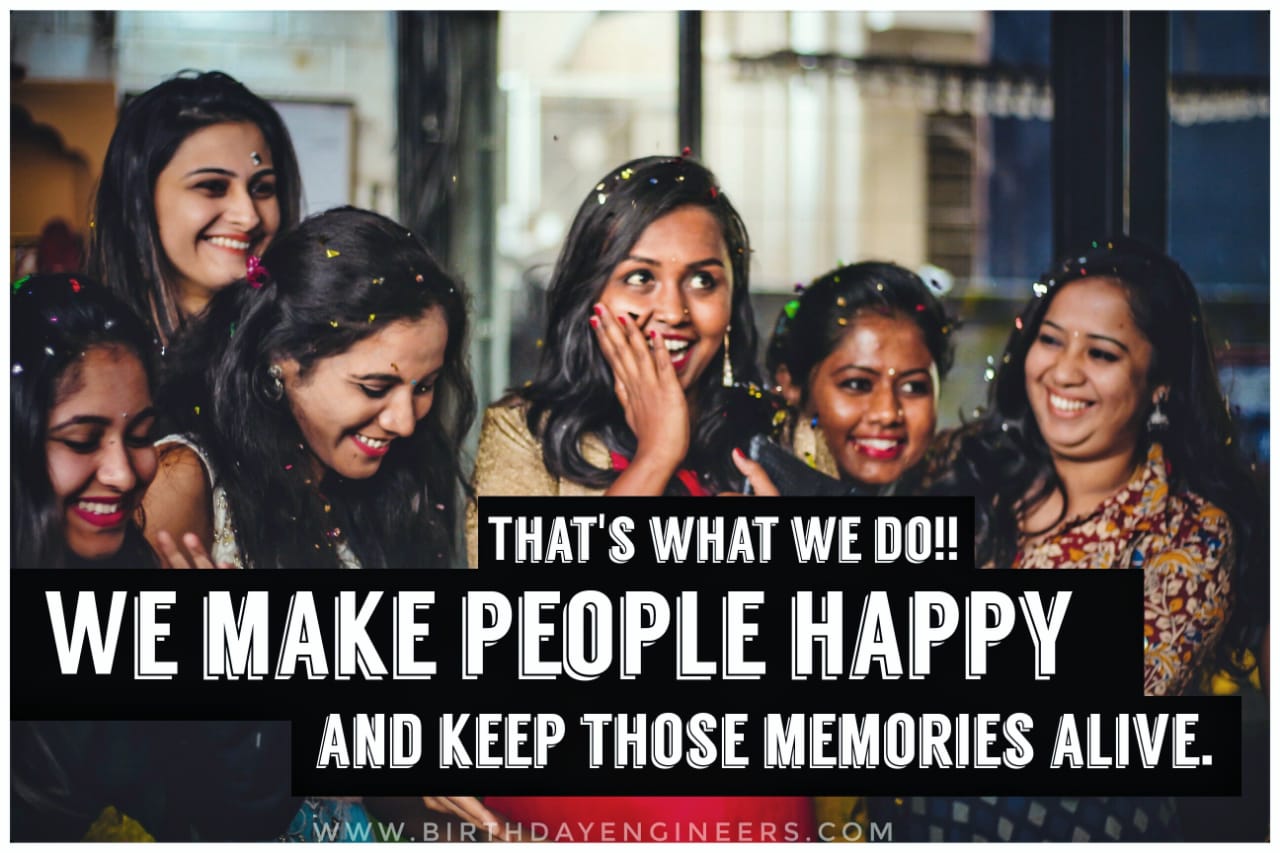 THAT'S WHAT WE DO!!
WE MAKE PEOPLE HAPPY
AND KEEP THOSE MEMORIES ALIVE.
WWW.BIRTHDAYENGINEERS.COM